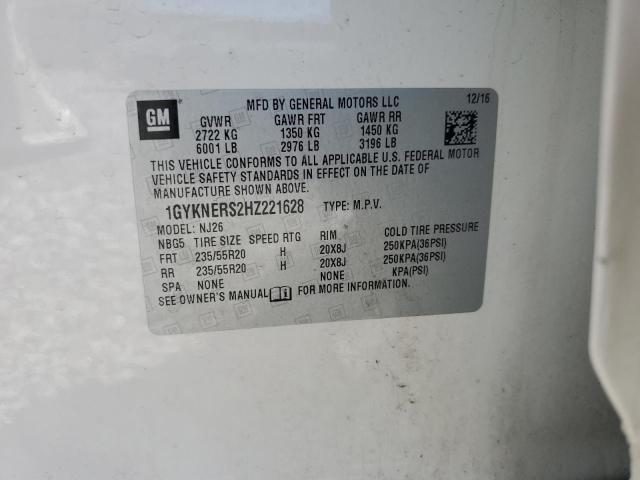 MFD BY GENERAL MOTORS LLC 12/16
GM
GVWR GAWR FRT GAWR RR
2722 KG 1350 KG 1450 KG
6001 LB 2976 LB 3196 LB
THIS VEHICLE CONFORMS TO ALL APPLICABLE U.S. FEDERAL MOTOR
VEHICLE SAFETY STANDARDS IN EFFECT ON THE DATE OF
MANUFACTURE SHOWN ABOVE.
1GYKNERS2HZ221628 TYPE: M.P.V.
MODEL: NJ26
NBG5 TIRE SIZE SPEED RTG RIM COLD TIRE PRESSURE
FRT 235/55R20 H 20X8J 250KPA(36PSI)
RR 235/55R20 H 20X8J 250KPA(36PSI)
SPA NONE NONE KPA(PSI)
SEE OWNER'S MANUAL FOR MORE INFORMATION.